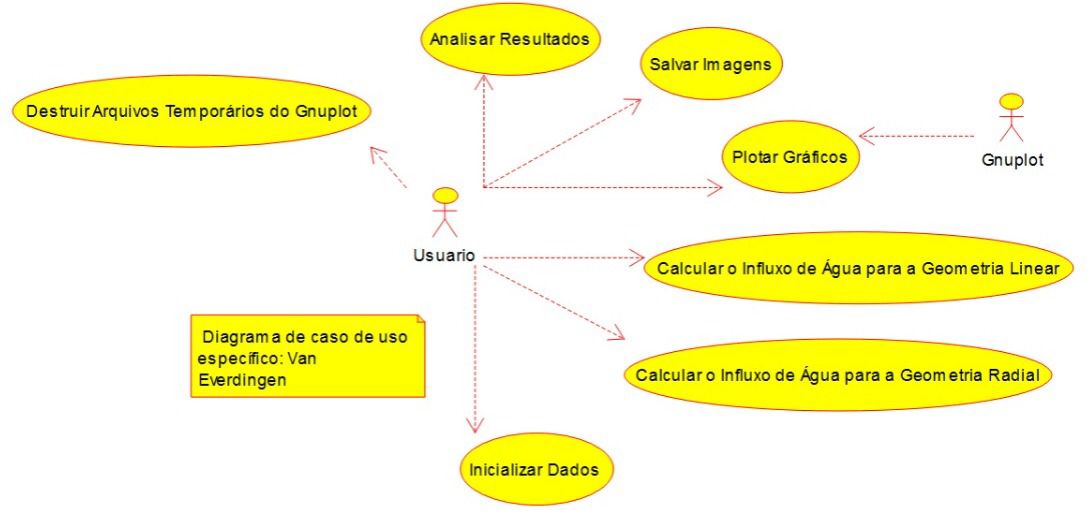 Analisar Resultados
Salvar Imagens
Destruir Arquivos Temporários do Gnuplot
Plotar Gráficos
Gnuplot
Usuario
Calcular o Influxo de Água para a Geometria Linear
Diagrama de caso de uso
específico: Van
Everdingen
Calcular o Influxo de Água para a Geometria Radial
Inicializar Dados